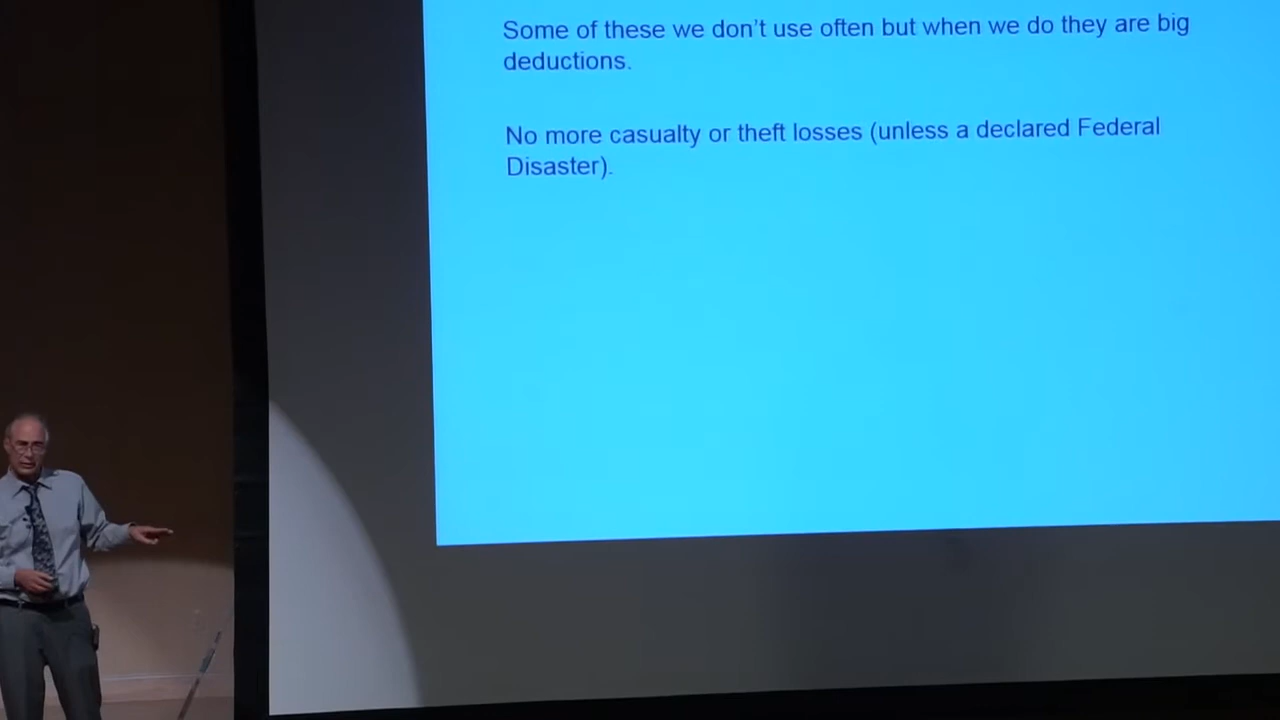 Some of these we don't use often but when we do they are big
deductions.
No more casualty or theft losses (unless a declared Federal
Disaster).